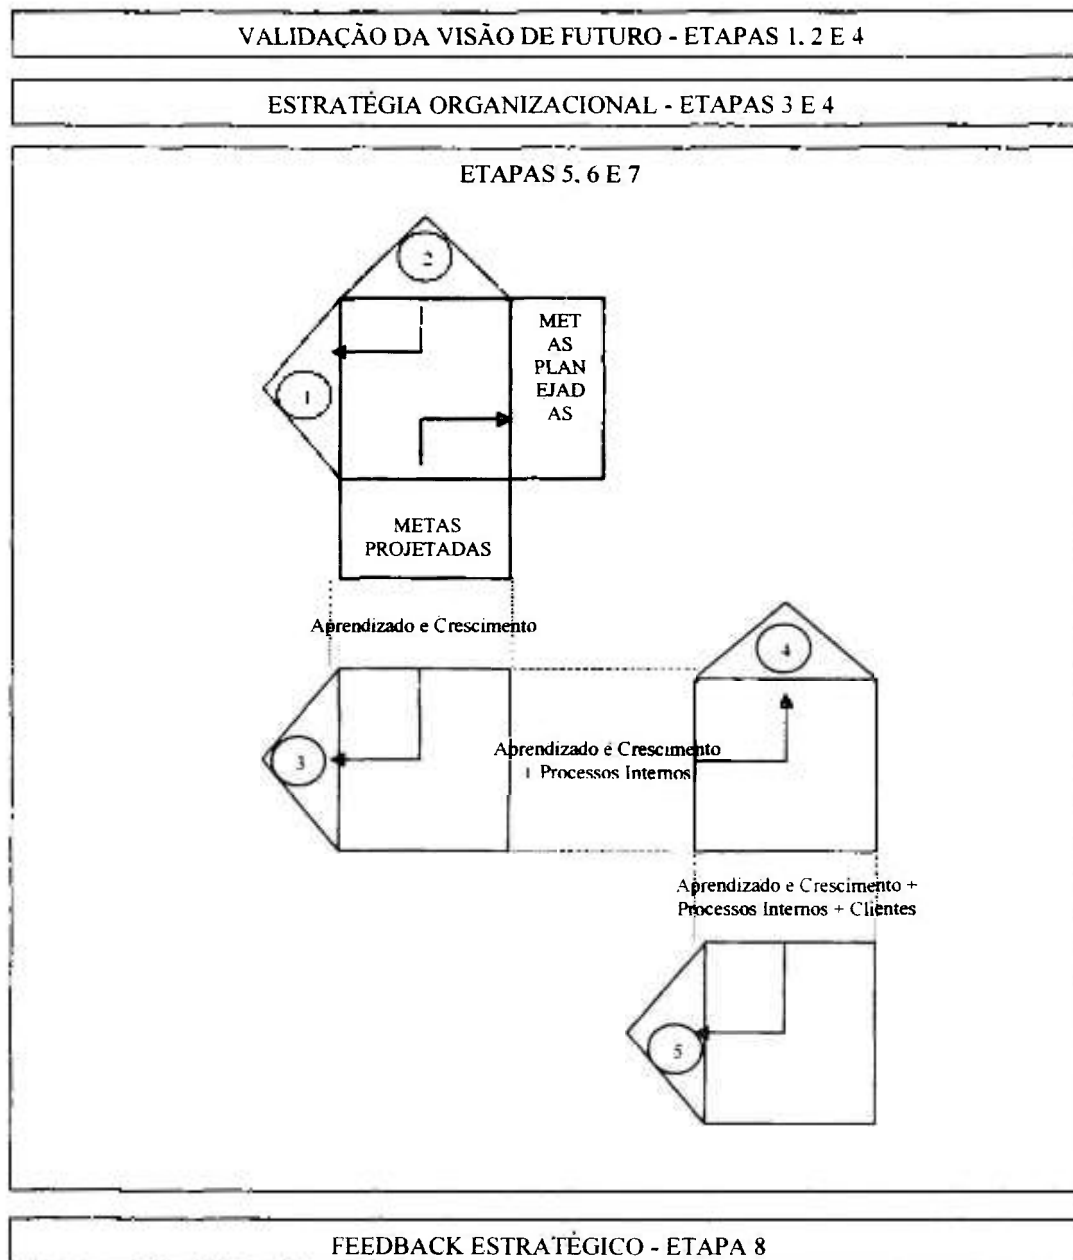 VALIDAÇÃO DA VISÃO DE FUTURO - ETAPAS 1, 2 E 4
ESTRATÉGIA ORGANIZACIONAL - ETAPAS 3 E 4
ETAPAS 5, 6 E 7
2
MET
AS
PLAN
EJAD
AS
1
METAS
PROJETADAS
Aprendizado e Crescimento
4
3
Aprendizado e Crescimento
+ Processos Internos
Aprendizado e Crescimento +
Processos Internos + Clientes
5
FEEDBACK ESTRATÉGICO - ETAPA 8